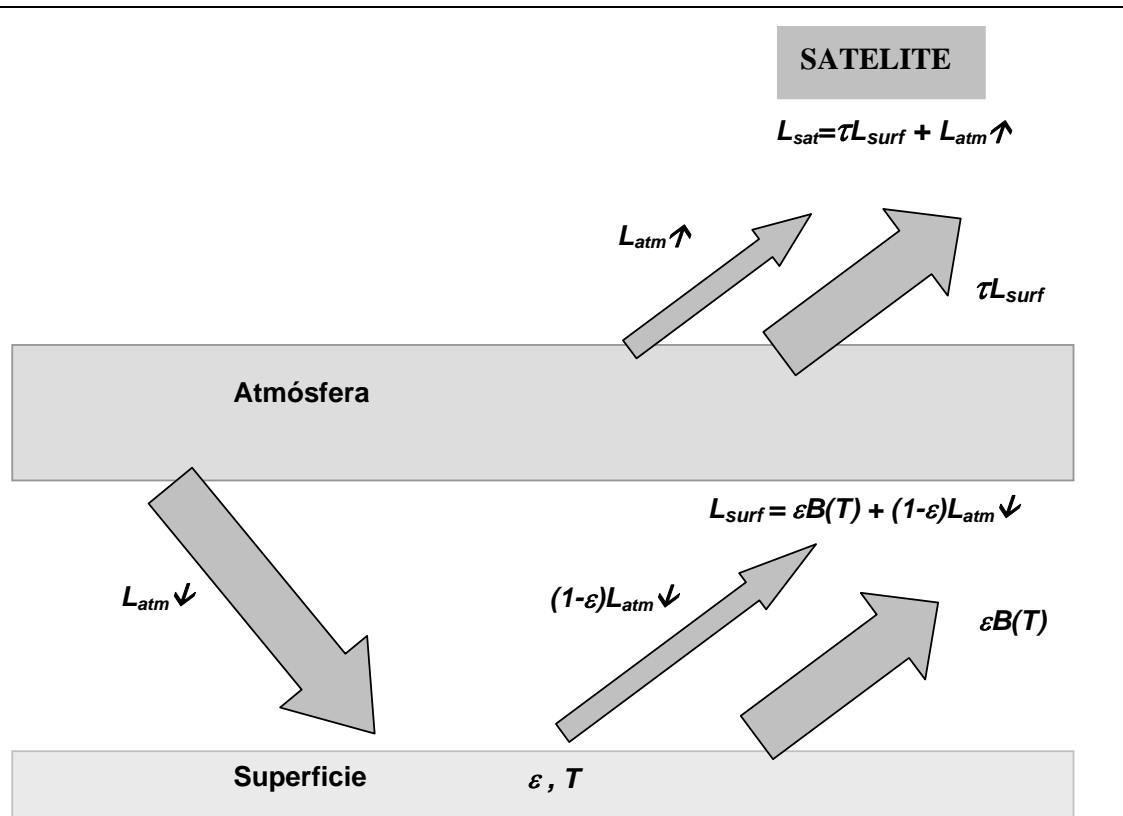 SATELITE
Lsat=τLsurf + Latm↑
Latm↑
τLsurf
Atmósfera
Lsurf = εB(T) + (1-ε)Latm↓
Latm↓
(1-ε)Latm↓
εB(T)
Superficie ε , T